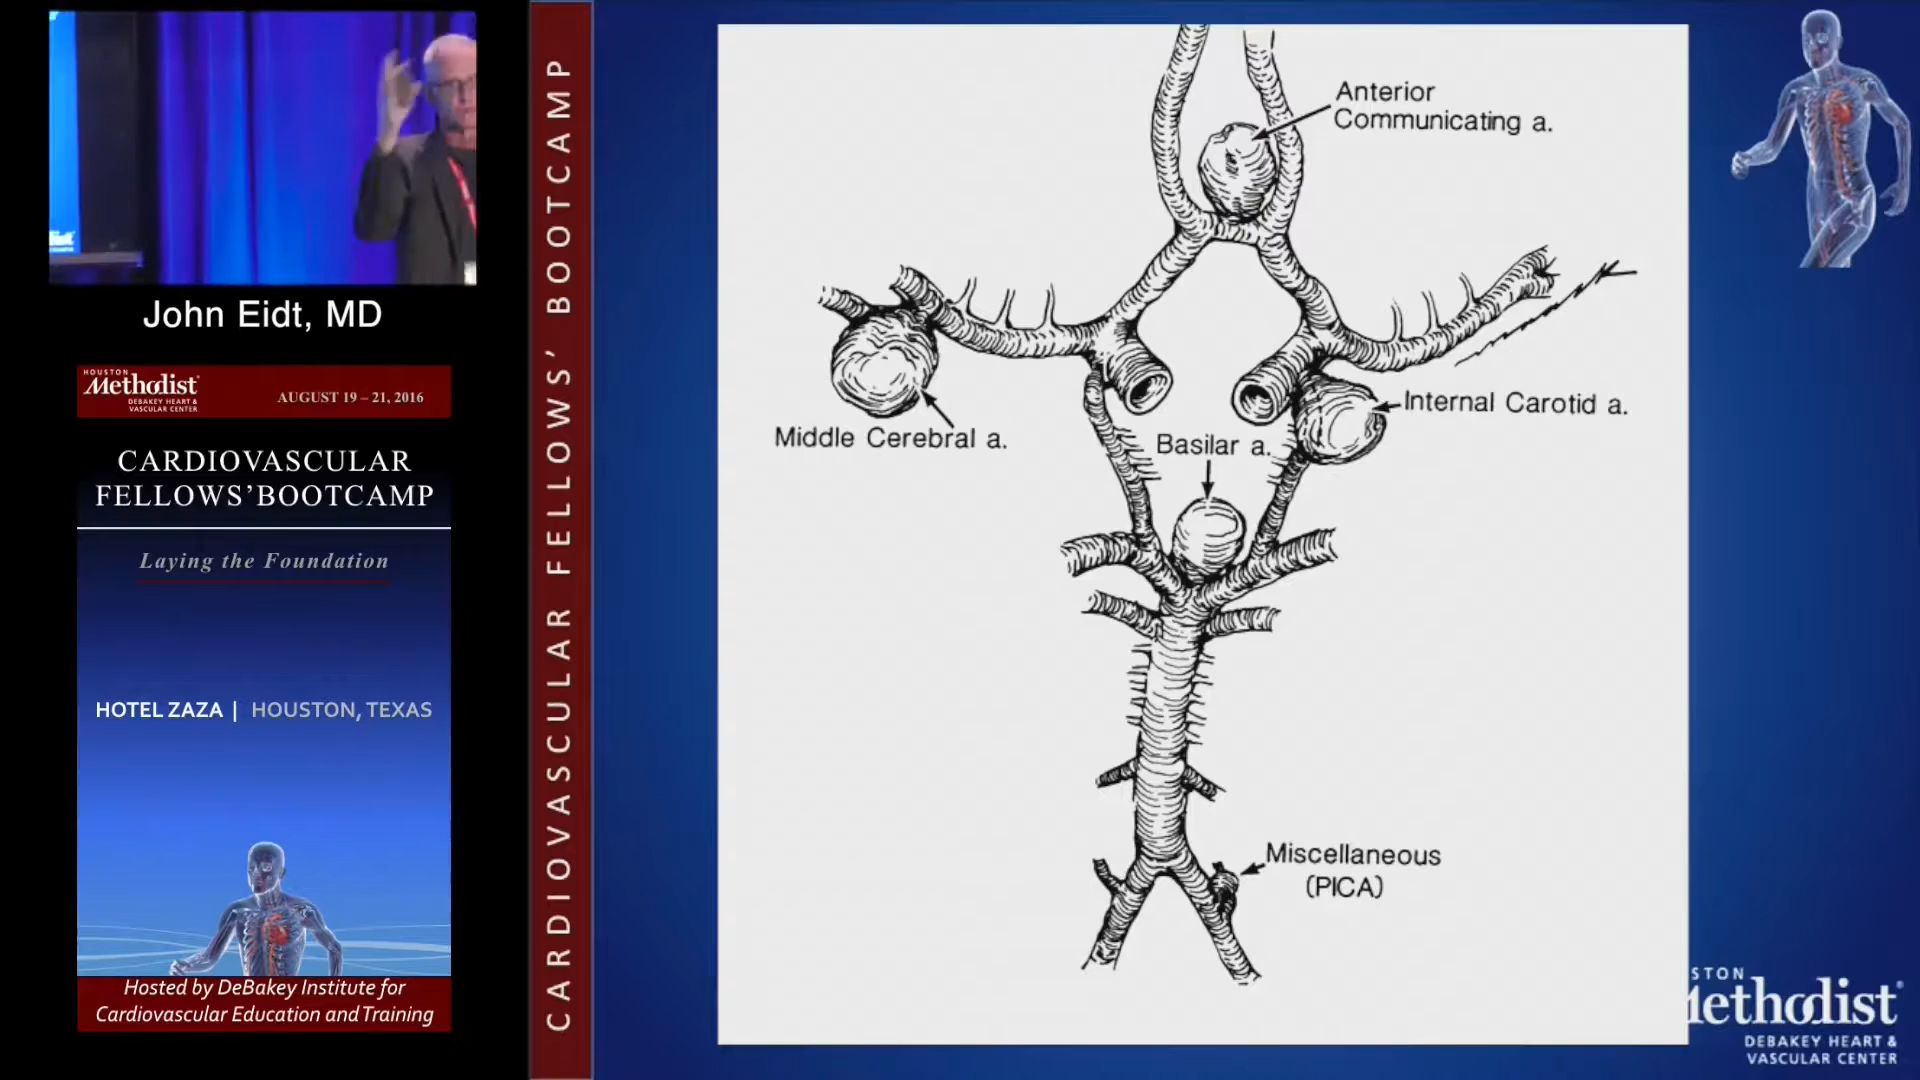 John Eidt, MD
HOUSTON
Methodist
DEBAKEY HEART &
VASCULAR CENTER
AUGUST 19 – 21, 2016
CARDIOVASCULAR
FELLOWS’BOOTCAMP
Laying the Foundation
HOTEL ZAZA | HOUSTON, TEXAS
Hosted by DeBakey Institute for
Cardiovascular Education and Training
CARDIOVASCULAR FELLOWS’ BOOTCAMP
Anterior
Communicating a.
Middle Cerebral a.
Internal Carotid a.
Basilar a.
Miscellaneous
(PICA)
STON
Methodist
DEBAKEY HEART &
VASCULAR CENTER